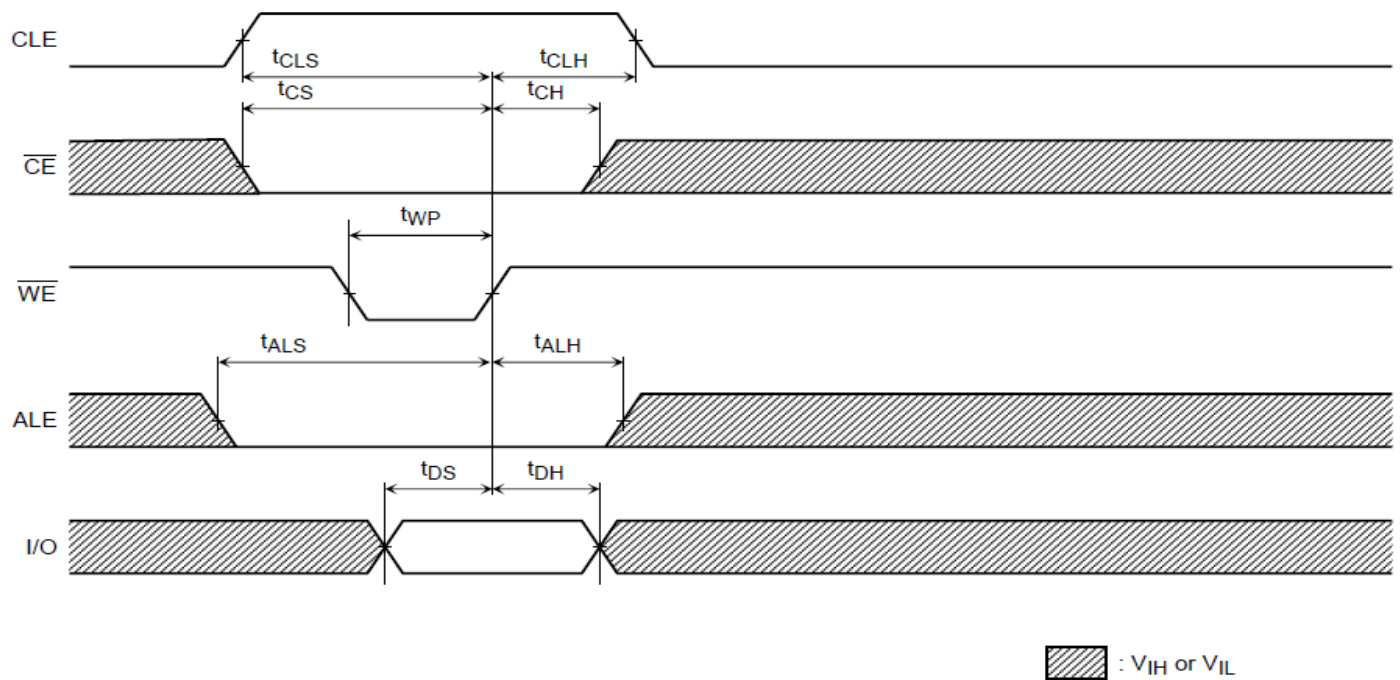 CLE
tCLS
tCLH
tCS
tCH
CE
tWP
WE
tALS
tALH
ALE
tDS
tDH
I/O
: VIH or VIL